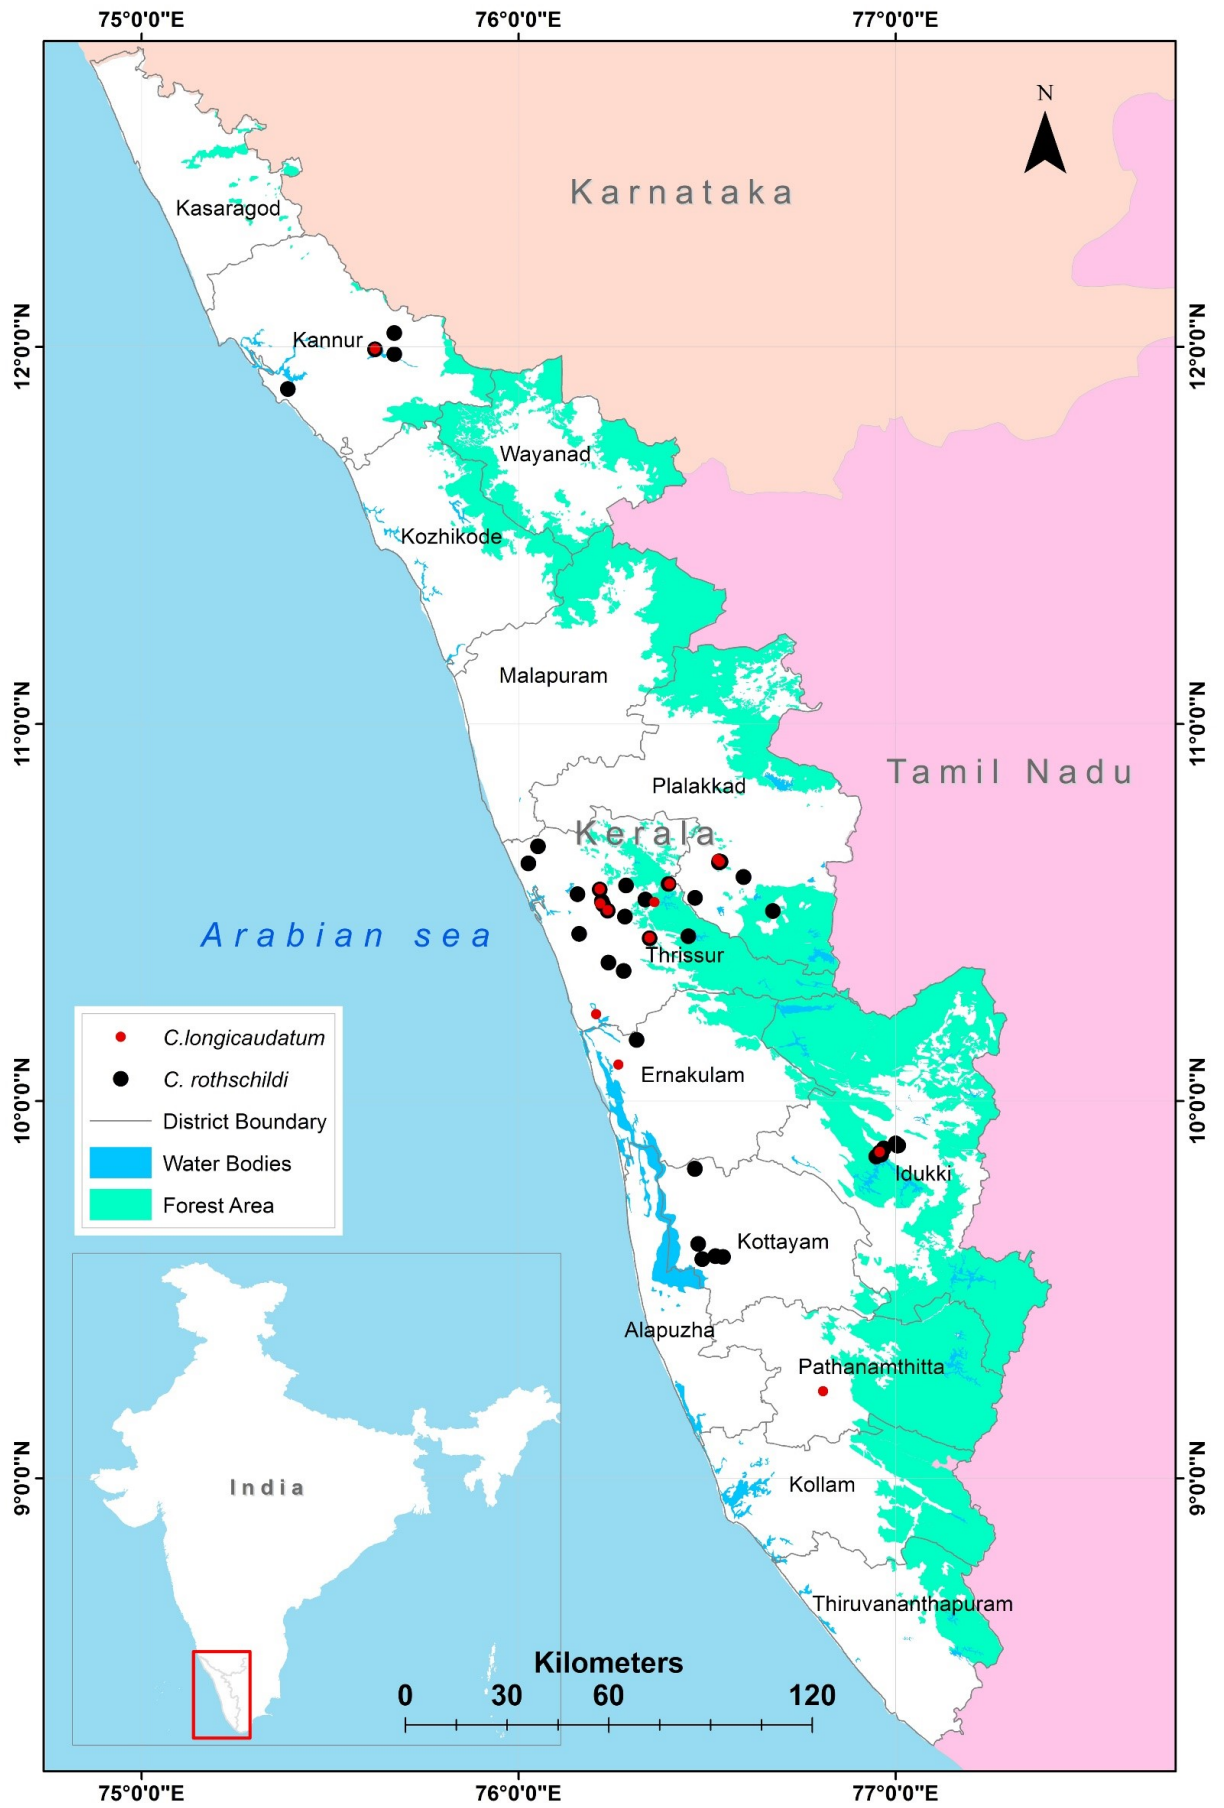 75°0'0"E 76°0'0"E 77°0'0"E
N
Karnataka
Kasaragod
12°0'0"N
Kannur
12°0'0"N
Wayanad
Kozhikode
Malapuram
11°0'0"N
11°0'0"N
Tamil Nadu
Plalakkad
Kerala
Arabian sea
Thrissur
C.longicaudatum
C. rothschildi
District Boundary
Water Bodies
Forest Area
Ernakulam
10°0'0"N
10°0'0"N
Idukki
Kottayam
Alapuzha
Pathanamthitta
9°0'0"N
Kollam
9°0'0"N
India
Thiruvananthapuram
Kilometers
0 30 60 120
75°0'0"E 76°0'0"E 77°0'0"E